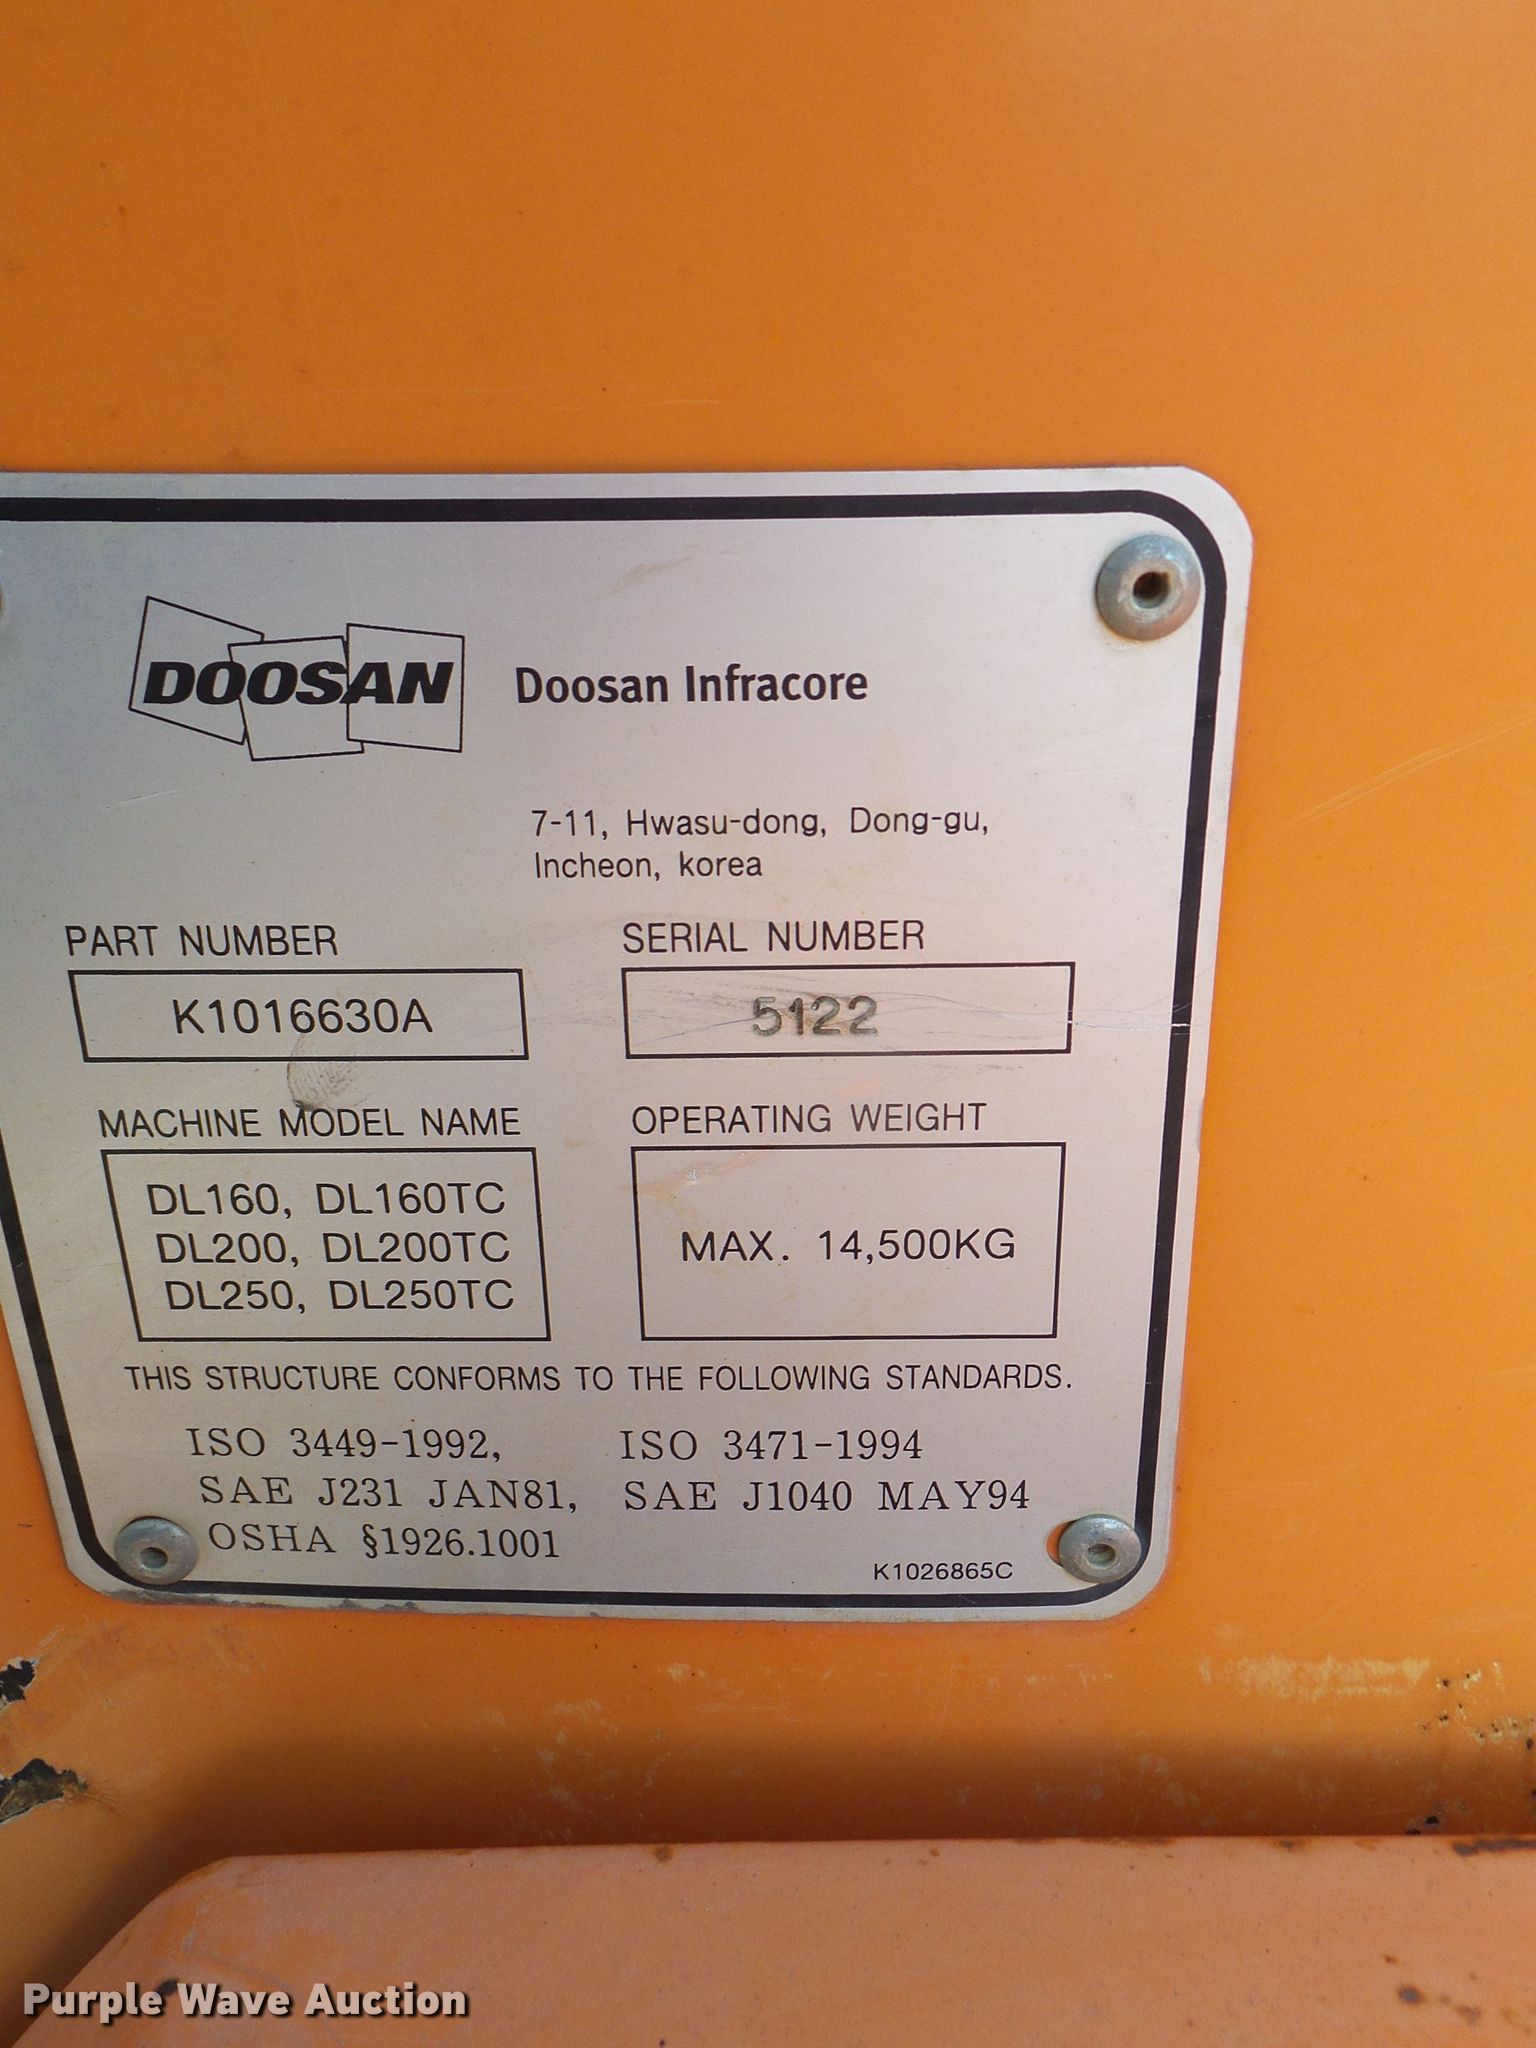 DOOSAN Doosan Infracore
7-11, Hwasu-dong, Dong-gu,
Incheon, korea
PART NUMBER SERIAL NUMBER
K1016630A 5122
MACHINE MODEL NAME OPERATING WEIGHT
DL160, DL160TC
DL200, DL200TC MAX. 14,500KG
DL250, DL250TC
THIS STRUCTURE CONFORMS TO THE FOLLOWING STANDARDS.
ISO 3449-1992, ISO 3471-1994
SAE J231 JAN81, SAE J1040 MAY94
OSHA §1926.1001
K1026865C
Purple Wave Auction